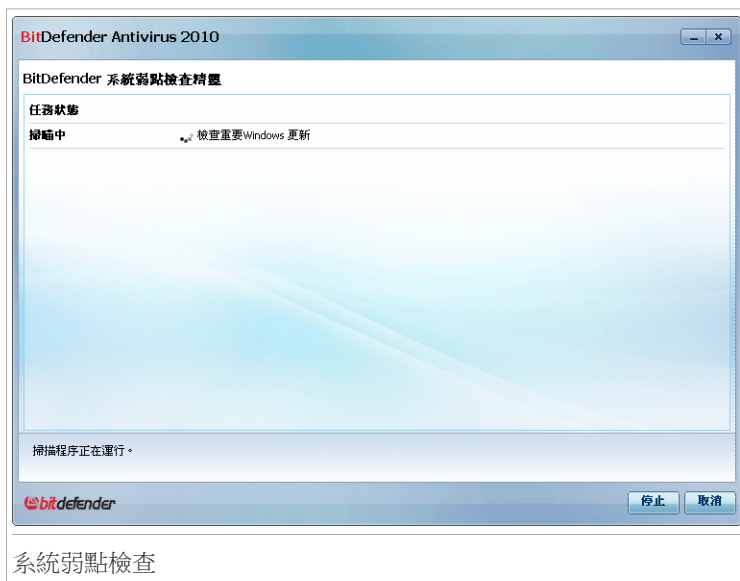 BitDefender Antivirus 2010
BitDefender 系統弱點檢查精靈
任務狀態
掃瞄中 檢查重要Windows 更新
掃描程序正在運行。
bitdefender
停止 取消
系統弱點檢查